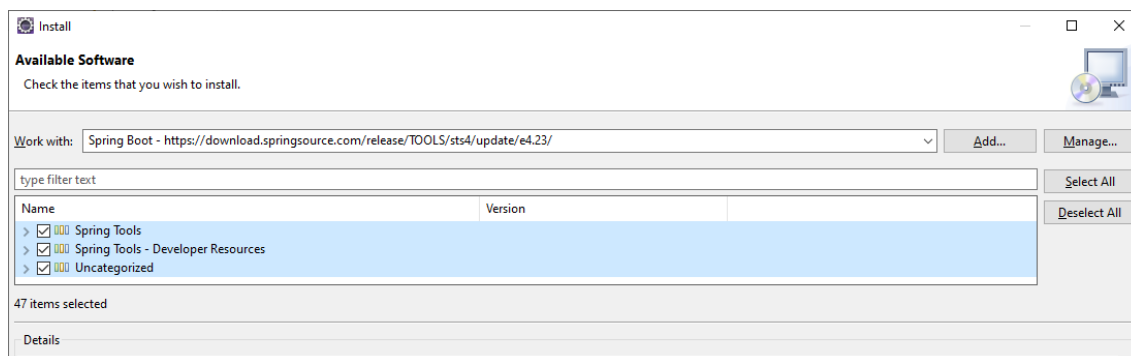 Install
Available Software
Check the items that you wish to install.
Work with: Spring Boot - https://download.springsource.com/release/TOOLS/sts4/update/e4.23/ Add... Manage...
type filter text Select All
Name Version Deselect All
Spring Tools
Spring Tools - Developer Resources
Uncategorized
47 items selected
Details